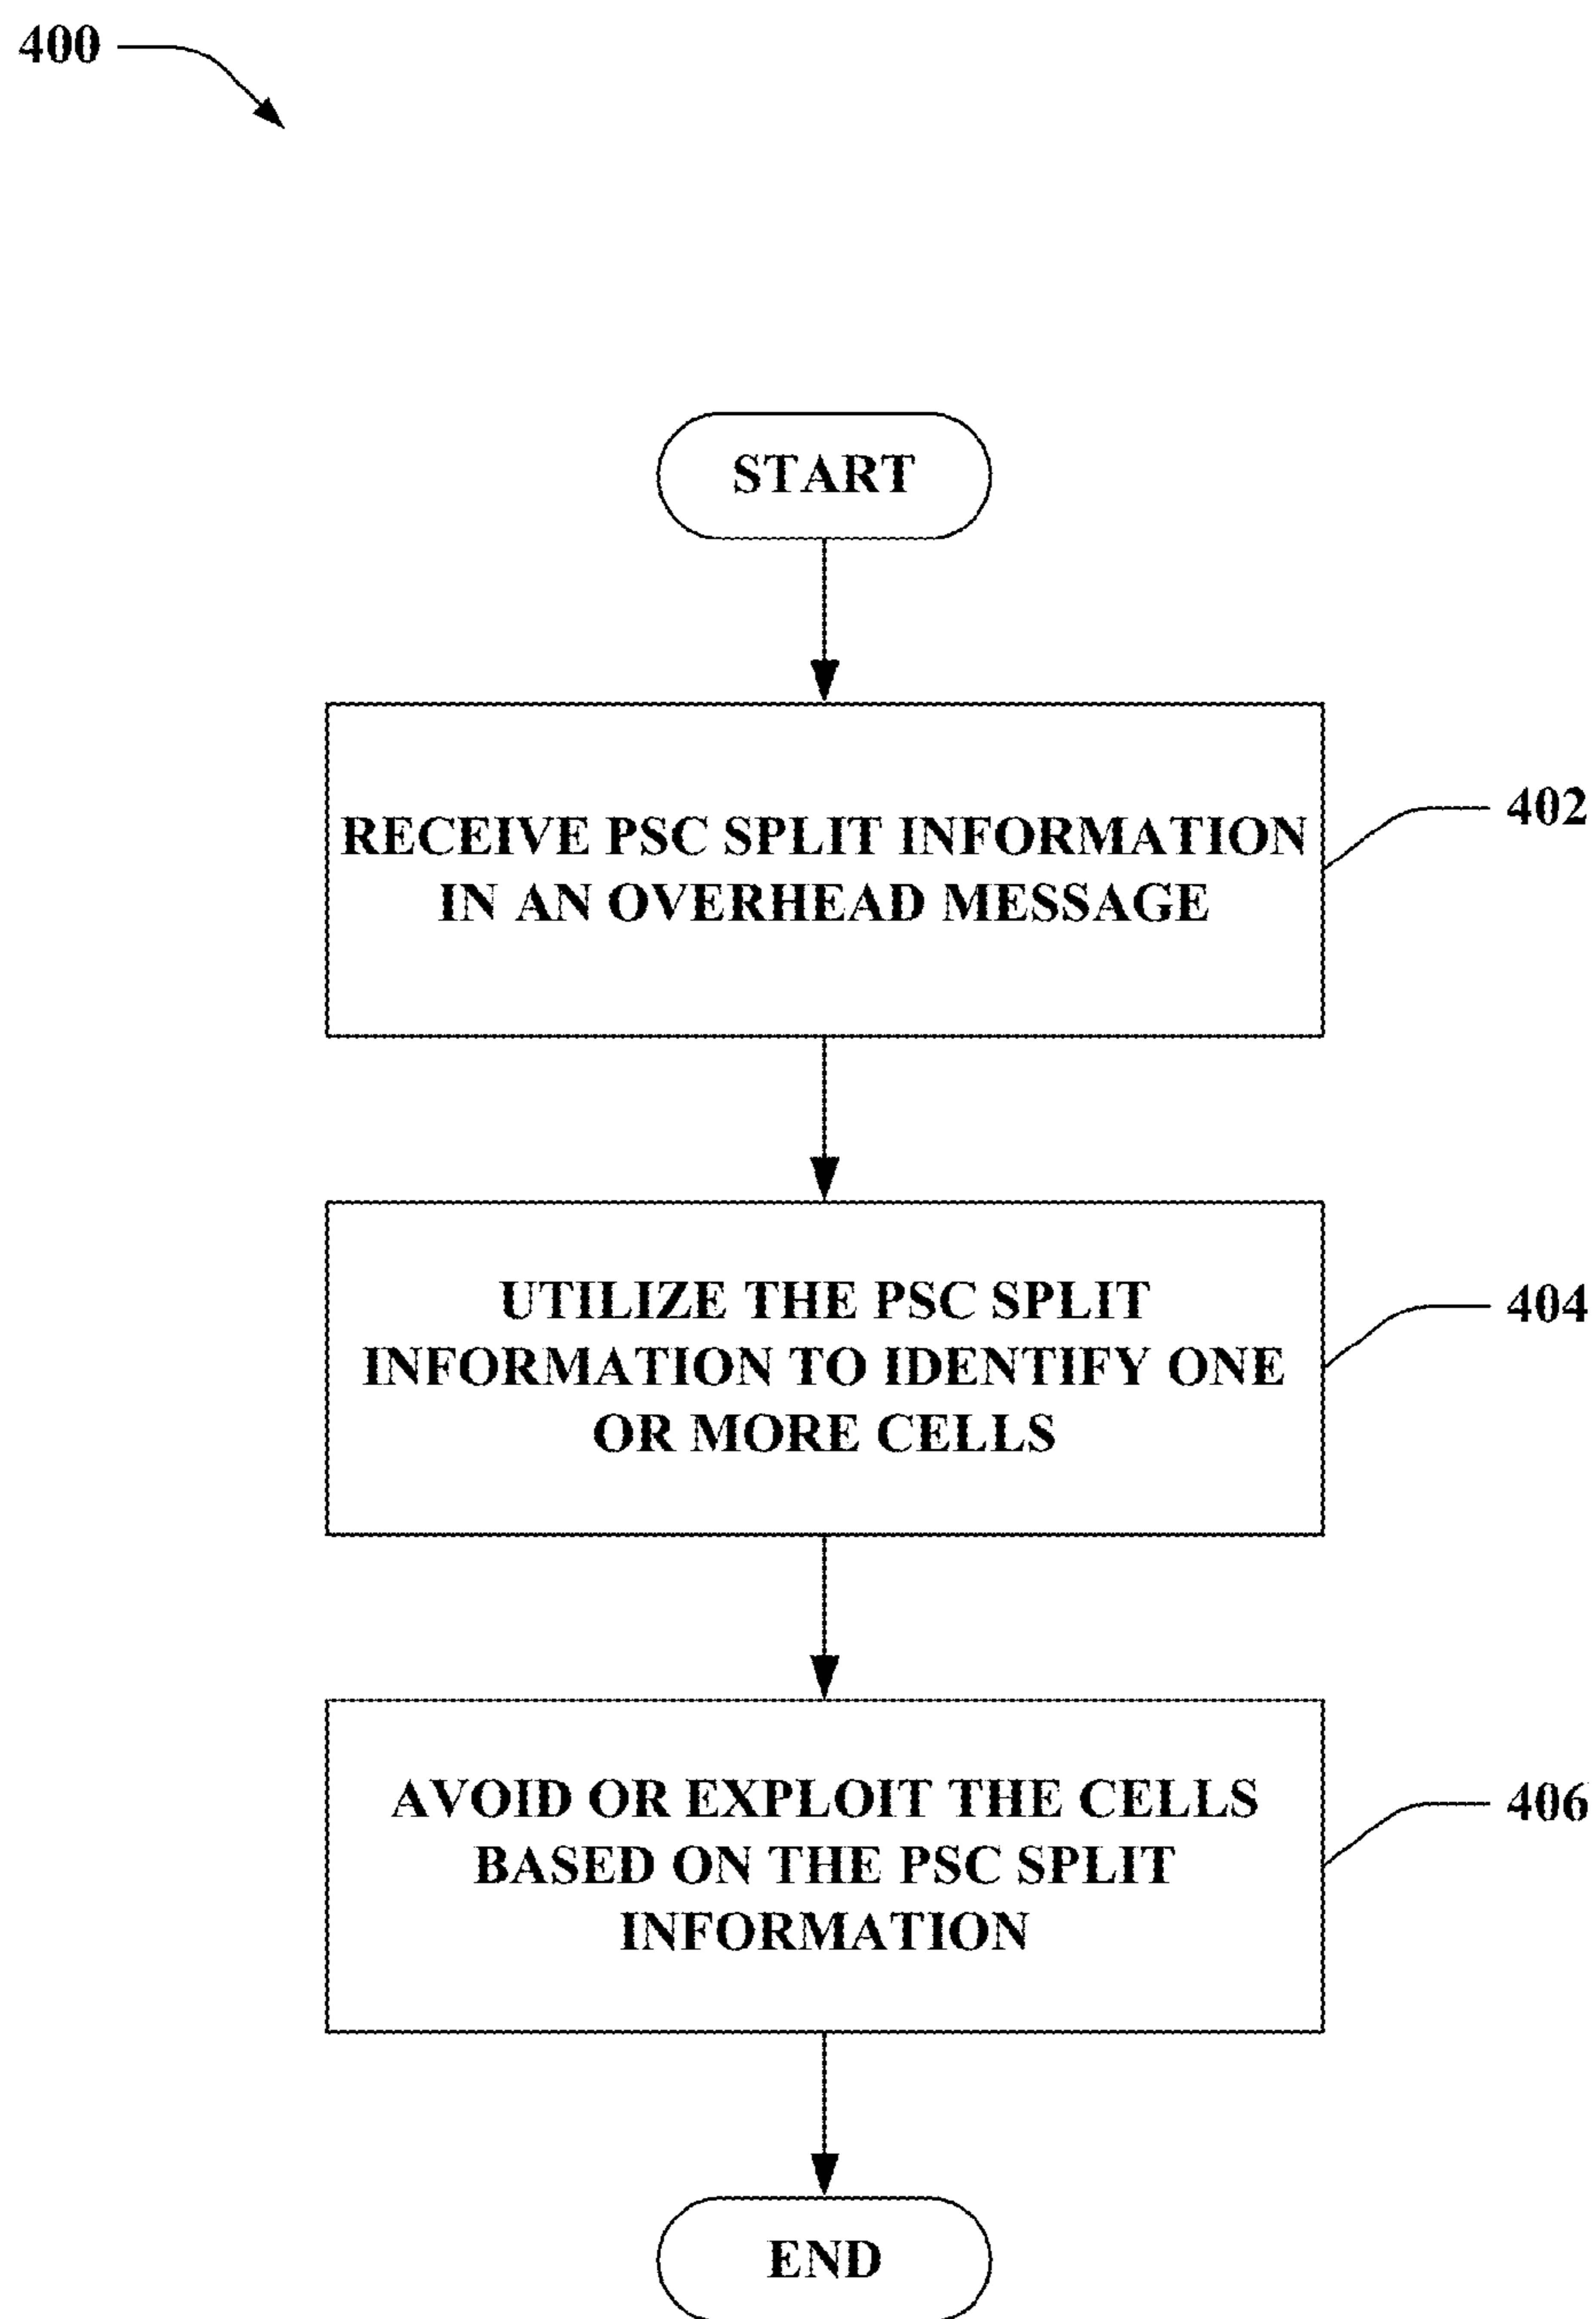 400
START
RECEIVE PSC SPLIT INFORMATION
IN AN OVERHEAD MESSAGE
402
UTILIZE THE PSC SPLIT
INFORMATION TO IDENTIFY ONE
OR MORE CELLS
404
AVOID OR EXPLOIT THE CELLS
BASED ON THE PSC SPLIT
INFORMATION
406
END